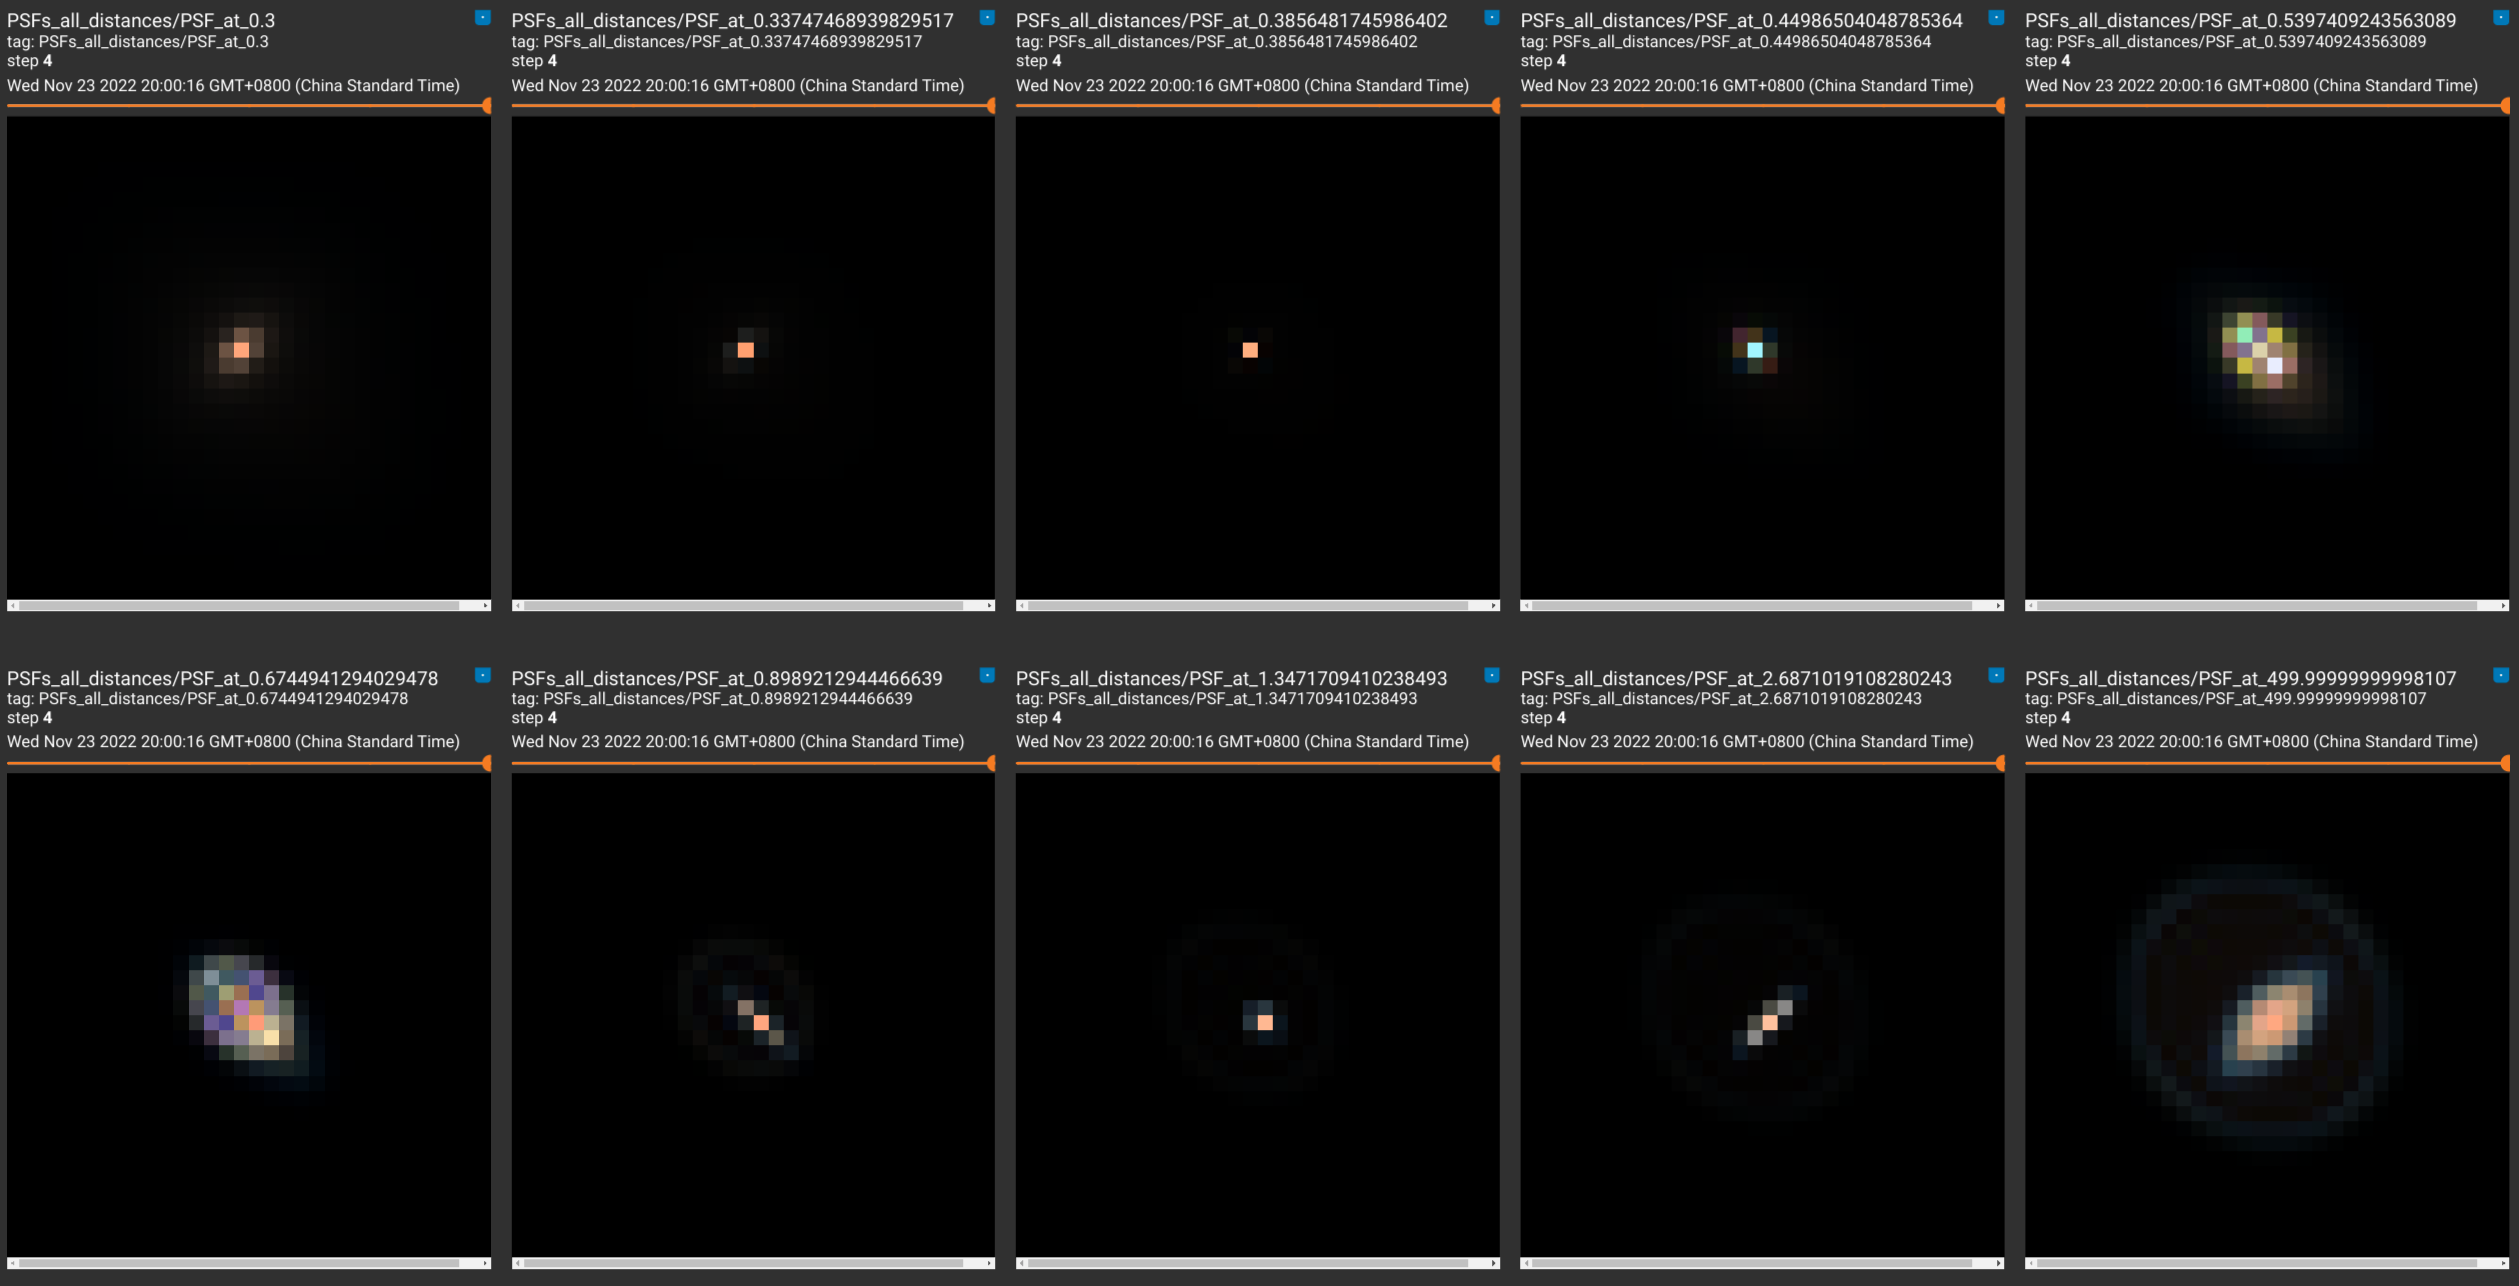 PSFs_all_distances/PSF_at_0.3
tag: PSFs_all_distances/PSF_at_0.3
step 4
Wed Nov 23 2022 20:00:16 GMT+0800 (China Standard Time)
PSFs_all_distances/PSF_at_0.33747468939829517
tag: PSFs_all_distances/PSF_at_0.33747468939829517
step 4
Wed Nov 23 2022 20:00:16 GMT+0800 (China Standard Time)
PSFs_all_distances/PSF_at_0.3856481745986402
tag: PSFs_all_distances/PSF_at_0.3856481745986402
step 4
Wed Nov 23 2022 20:00:16 GMT+0800 (China Standard Time)
PSFs_all_distances/PSF_at_0.44986504048785364
tag: PSFs_all_distances/PSF_at_0.44986504048785364
step 4
Wed Nov 23 2022 20:00:16 GMT+0800 (China Standard Time)
PSFs_all_distances/PSF_at_0.5397409243563089
tag: PSFs_all_distances/PSF_at_0.5397409243563089
step 4
Wed Nov 23 2022 20:00:16 GMT+0800 (China Standard Time)
PSFs_all_distances/PSF_at_0.6744941294029478
tag: PSFs_all_distances/PSF_at_0.6744941294029478
step 4
Wed Nov 23 2022 20:00:16 GMT+0800 (China Standard Time)
PSFs_all_distances/PSF_at_0.8989212944466639
tag: PSFs_all_distances/PSF_at_0.8989212944466639
step 4
Wed Nov 23 2022 20:00:16 GMT+0800 (China Standard Time)
PSFs_all_distances/PSF_at_1.3471709410238493
tag: PSFs_all_distances/PSF_at_1.3471709410238493
step 4
Wed Nov 23 2022 20:00:16 GMT+0800 (China Standard Time)
PSFs_all_distances/PSF_at_2.6871019108280243
tag: PSFs_all_distances/PSF_at_2.6871019108280243
step 4
Wed Nov 23 2022 20:00:16 GMT+0800 (China Standard Time)
PSFs_all_distances/PSF_at_499.99999999998107
tag: PSFs_all_distances/PSF_at_499.99999999998107
step 4
Wed Nov 23 2022 20:00:16 GMT+0800 (China Standard Time)